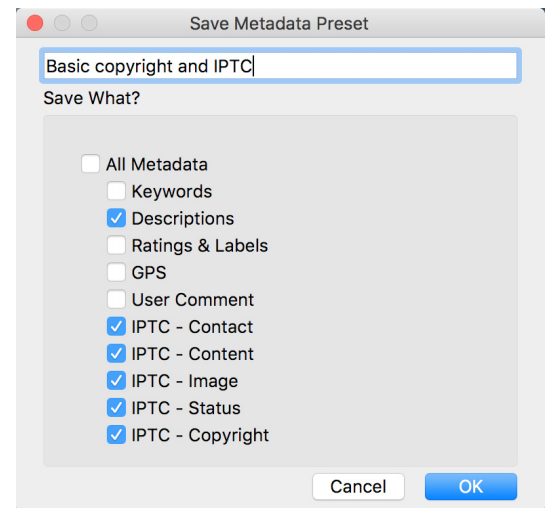 Save Metadata Preset
Basic copyright and IPTC
Save What?
All Metadata
Keywords
Descriptions
Ratings & Labels
GPS
User Comment
IPTC - Contact
IPTC - Content
IPTC - Image
IPTC - Status
IPTC - Copyright
Cancel OK